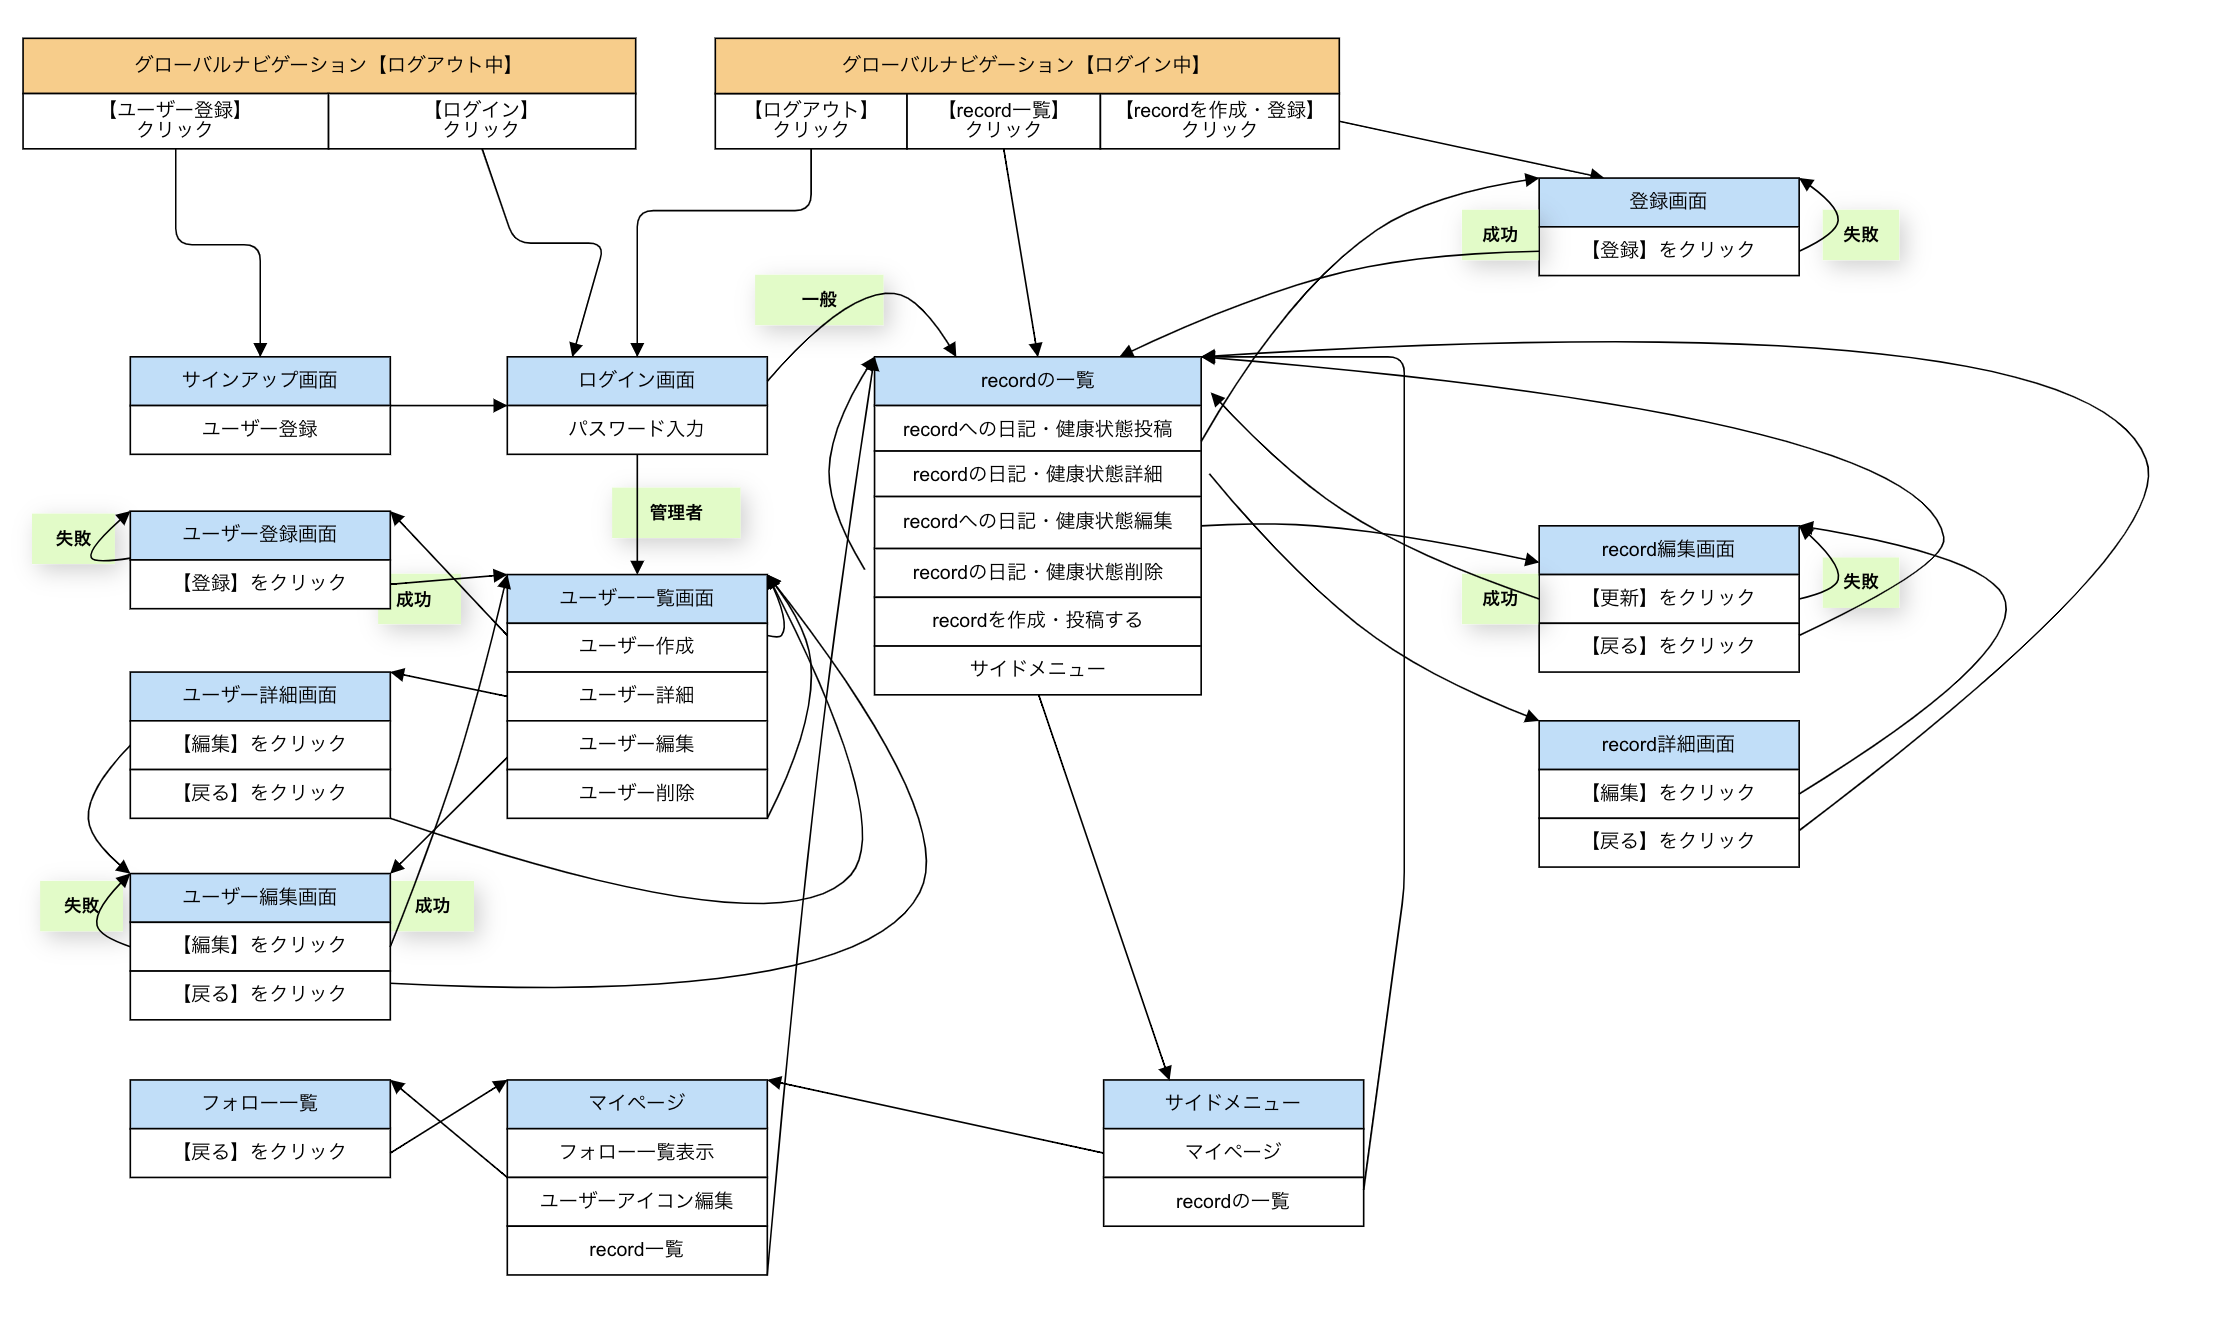 グローバルナビゲーション【ログアウト中】
【ユーザー登録】
クリック
【ログイン】
クリック
グローバルナビゲーション【ログイン中】
【ログアウト】
クリック
【record一覧】
クリック
【recordを作成・登録】
クリック
登録画面
【登録】をクリック
成功
失敗
一般
サインアップ画面
ユーザー登録
ログイン画面
パスワード入力
管理者
recordの一覧
recordへの日記・健康状態投稿
recordの日記・健康状態詳細
recordへの日記・健康状態編集
recordの日記・健康状態削除
recordを作成・投稿する
サイドメニュー
失敗
ユーザー登録画面
【登録】をクリック
成功
ユーザー一覧画面
ユーザー作成
ユーザー詳細
ユーザー編集
ユーザー削除
record編集画面
【更新】をクリック
【戻る】をクリック
成功
失敗
ユーザー詳細画面
【編集】をクリック
【戻る】をクリック
record詳細画面
【編集】をクリック
【戻る】をクリック
失敗
ユーザー編集画面
【編集】をクリック
【戻る】をクリック
成功
フォロー一覧
【戻る】をクリック
マイページ
フォロー一覧表示
ユーザーアイコン編集
record一覧
サイドメニュー
マイページ
recordの一覧